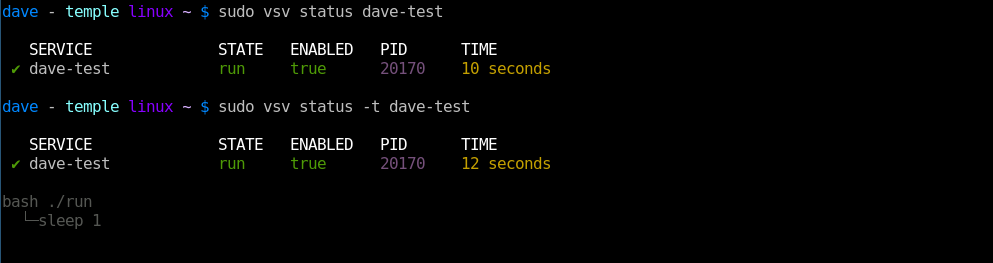 dave - temple linux ~ $ sudo vsv status dave-test
SERVICE STATE ENABLED PID TIME
✔ dave-test run true 20170 10 seconds
dave - temple linux ~ $ sudo vsv status -t dave-test
SERVICE STATE ENABLED PID TIME
✔ dave-test run true 20170 12 seconds
bash ./run
└─sleep 1